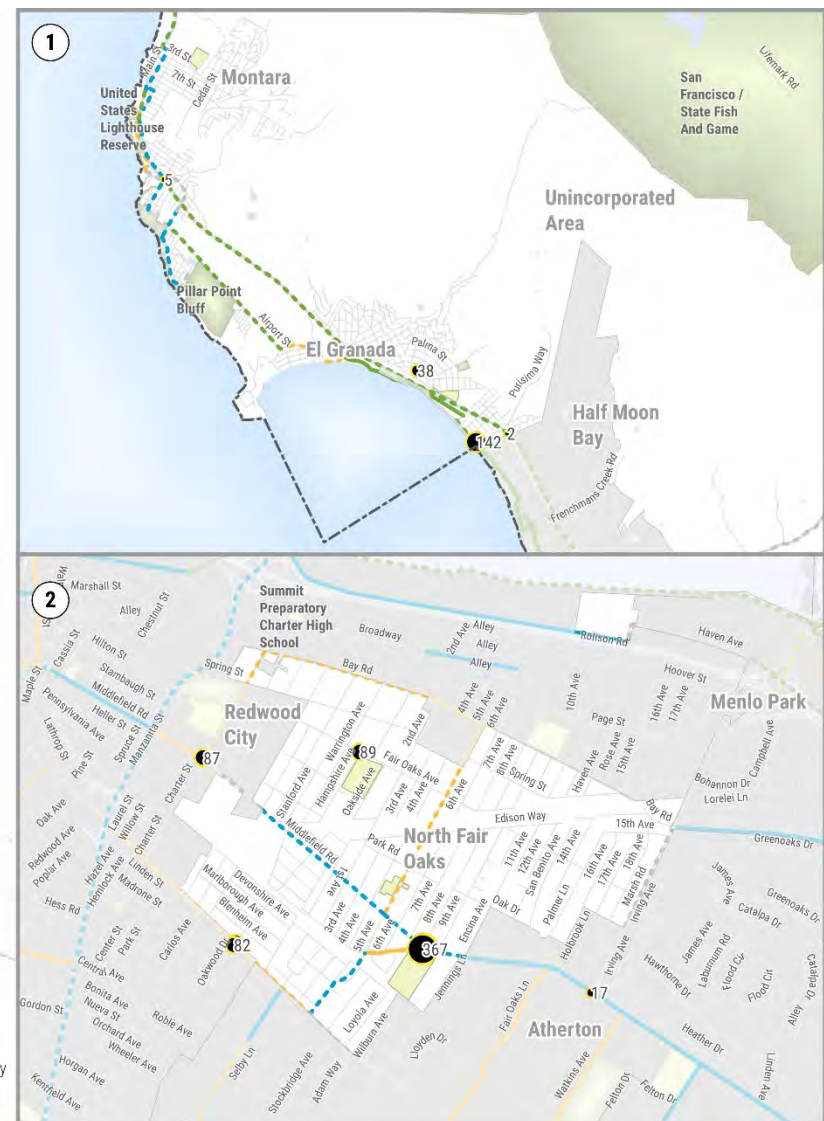 1
3rd St
Main St
7th St
Cedar St
Montara
United
States
Lighthouse
Reserve
San
Francisco /
State Fish
And Game
Lifemark Rd
5
Unincorporated
Area
Pillar Point
Bluff
Airport St
El Granada
Palma St
38
Purisima Way
142
2
Half Moon
Bay
Frenchmans Creek Rd
2
Marshall St
Alley
Chestnut St
Summit
Preparatory
Charter High
School
Broadway
2nd Ave
Alley
Alley
Alley
Rolison Rd
Haven Ave
Maple St
Cassia St
Hilton St
Stambaugh St
Middlefield Rd
Heller St
Pennsylvania Ave
Lathrop St
Pine St
Spruce St
Manzanita St
Spring St
Bay Rd
Hoover St
Menlo Park
Redwood
City
Warrington Ave
2nd Ave
4th Ave
5th Ave
6th Ave
10th Ave
Page St
16th Ave
17th Ave
Campbell Ave
87
Charter St
Stanford Ave
Hampshire Ave
89
Oakside Ave
Fair Oaks Ave
3rd Ave
4th Ave
6th Ave
7th Ave
8th Ave
Spring St
Haven Ave
Rose Ave
15th Ave
Bohannon Dr
Lorelei Ln
Bay Rd
15th Ave
Greenoaks Dr
Edison Way
Oak Ave
Redwood Ave
Poplar Ave
Laurel St
Willow St
Charter St
Hazel Ave
Hemlock Ave
Linden St
Madrone St
Middlefield Rd
Park Rd
North Fair
Oaks
11th Ave
12th Ave
San Benito Ave
14th Ave
16th Ave
17th Ave
18th Ave
Marsh Rd
Irving Ave
James Ave
Greenoaks Dr
Catalpa Dr
Hess Rd
Devonshire Ave
Marlborough Ave
Blenheim Ave
1st Ave
3rd Ave
4th Ave
5th Ave
6th Ave
7th Ave
8th Ave
9th Ave
Encina Ave
Oak Dr
Palmer Ln
Holbrook Ln
Center St
Park St
Carlos Ave
Oakwood Dr
82
367
Irving Ave
James Ave
Laburnum Rd
Flood Cir
Hawthorne Dr
Flood Cir
Catalpa Dr
Alley
Central Ave
Gordon St
Bonita Ave
Nueva St
Orchard Ave
Wheeler Ave
Roble Ave
Jennings Ln
17
Loyola Ave
Wilburn Ave
Fair Oaks Ln
Atherton
Heather Dr
Horgan Ave
Kentfield Ave
Selby Ln
Stockbridge Ave
Adam Way
Lloyden Dr
Watkins Ave
Felton Dr
Felton Dr
Linden Ave